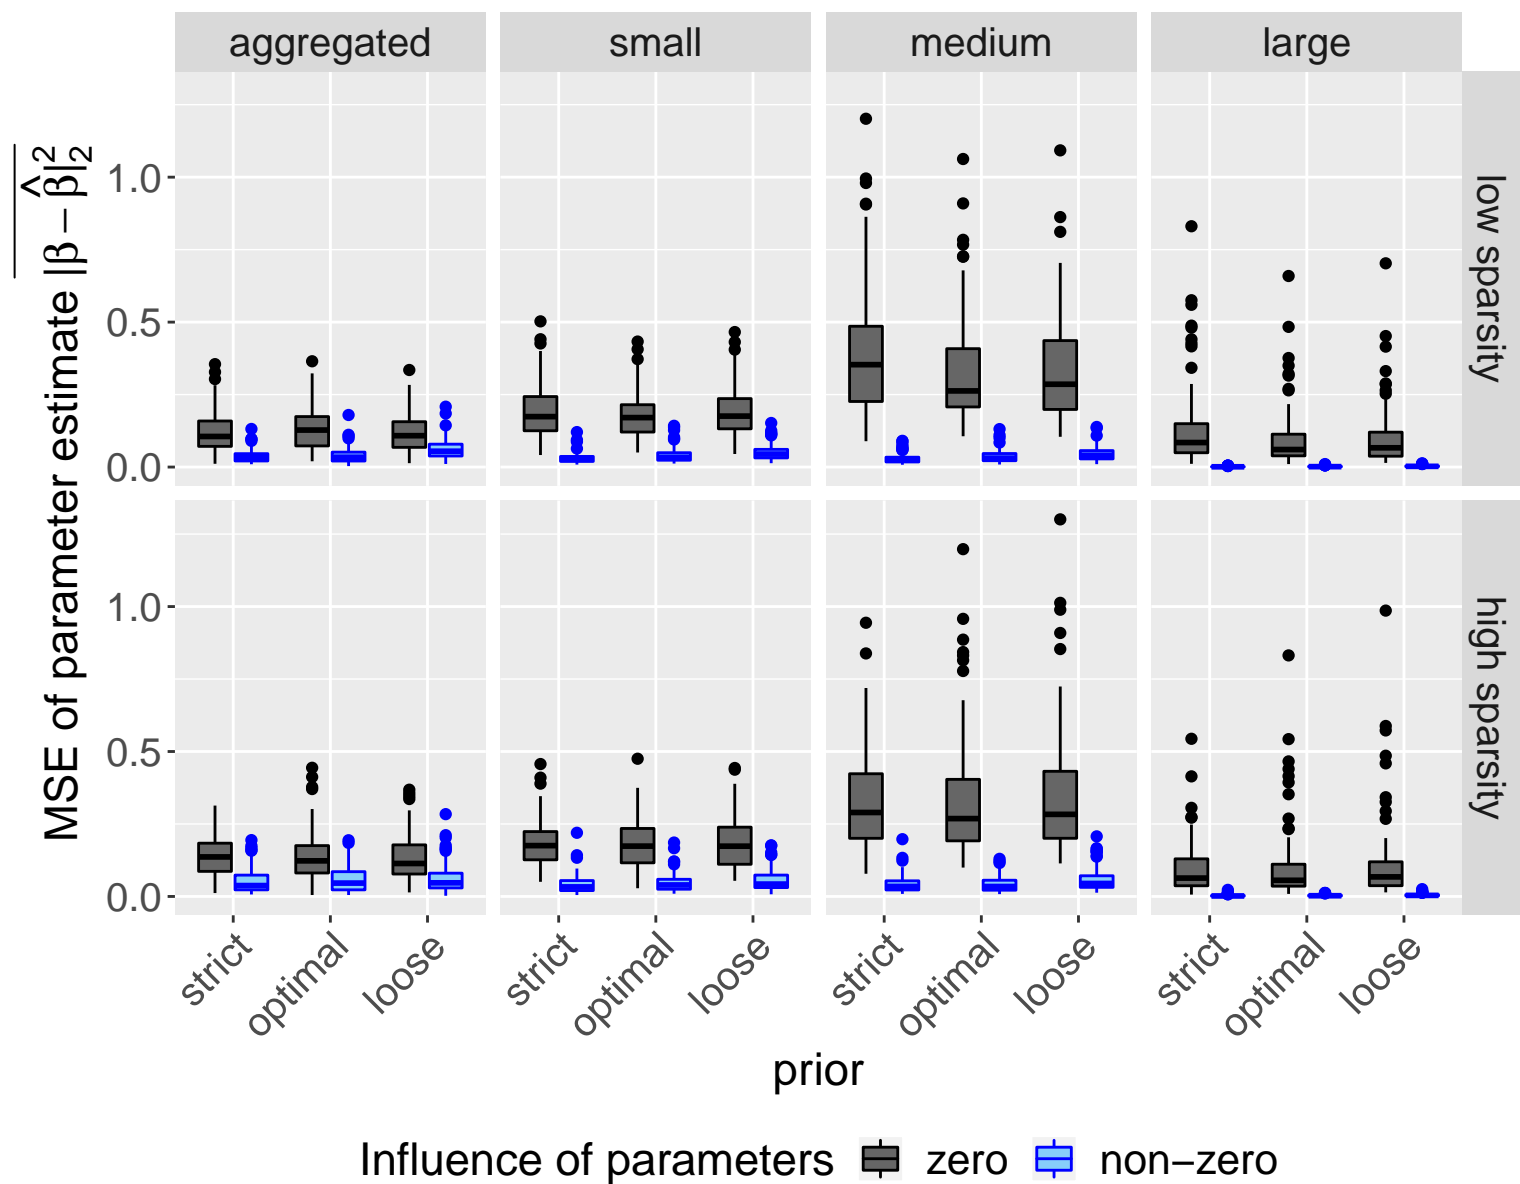 aggregated small medium large
MSE of parameter estimate |β − β̂|₂²
1.0
0.5
0.0
low sparsity
1.0
0.5
0.0
high sparsity
strict optimal loose strict optimal loose strict optimal loose strict optimal loose
prior
Influence of parameters zero non−zero